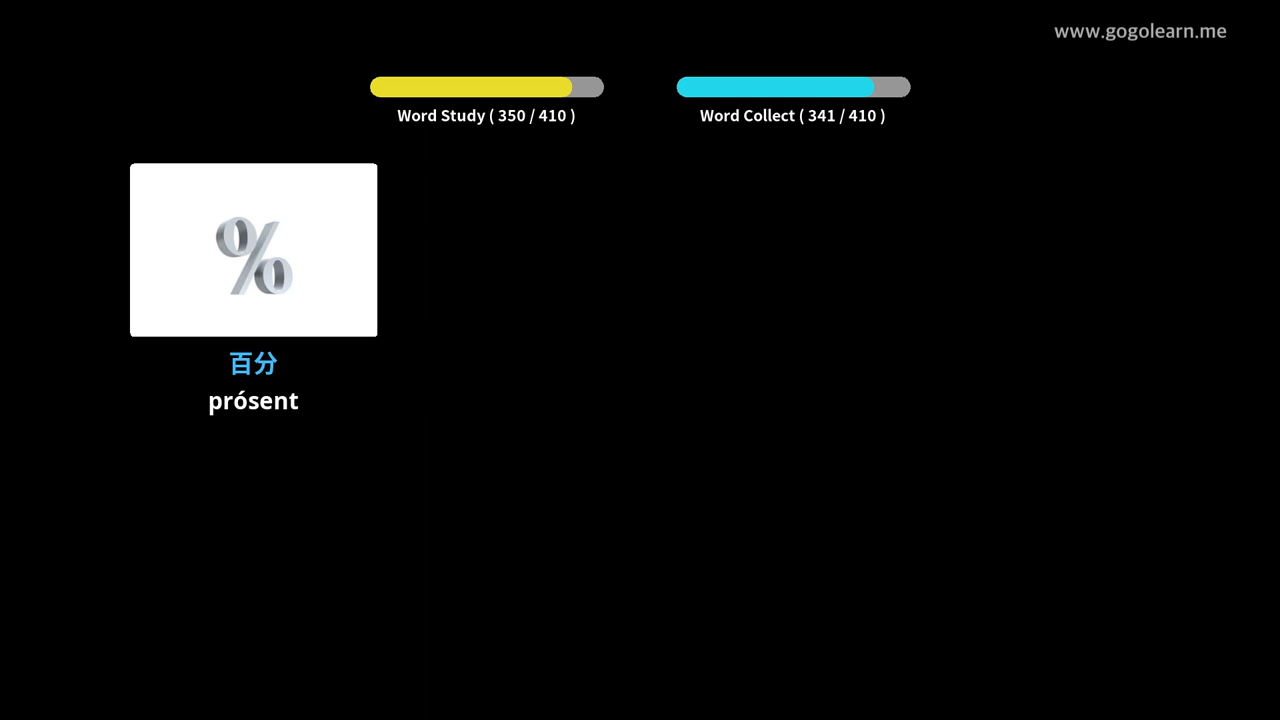 www.gogolearn.me
Word Study ( 350 / 410 )
Word Collect ( 341 / 410 )
%
百分
prósent